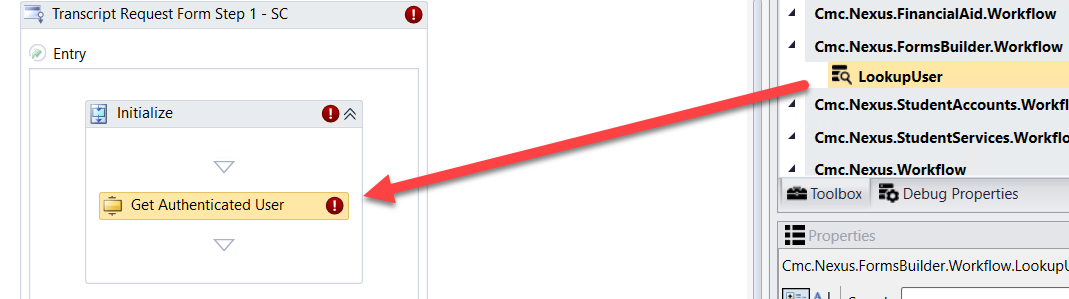 Transcript Request Form Step 1 - SC
Entry
Initialize
Get Authenticated User
Cmc.Nexus.FinancialAid.Workflow
Cmc.Nexus.FormsBuilder.Workflow
LookupUser
Cmc.Nexus.StudentAccounts.Workfl
Cmc.Nexus.StudentServices.Workflo
Cmc.Nexus.Workflow
Toolbox
Debug Properties
Properties
Cmc.Nexus.FormsBuilder.Workflow.LookupU